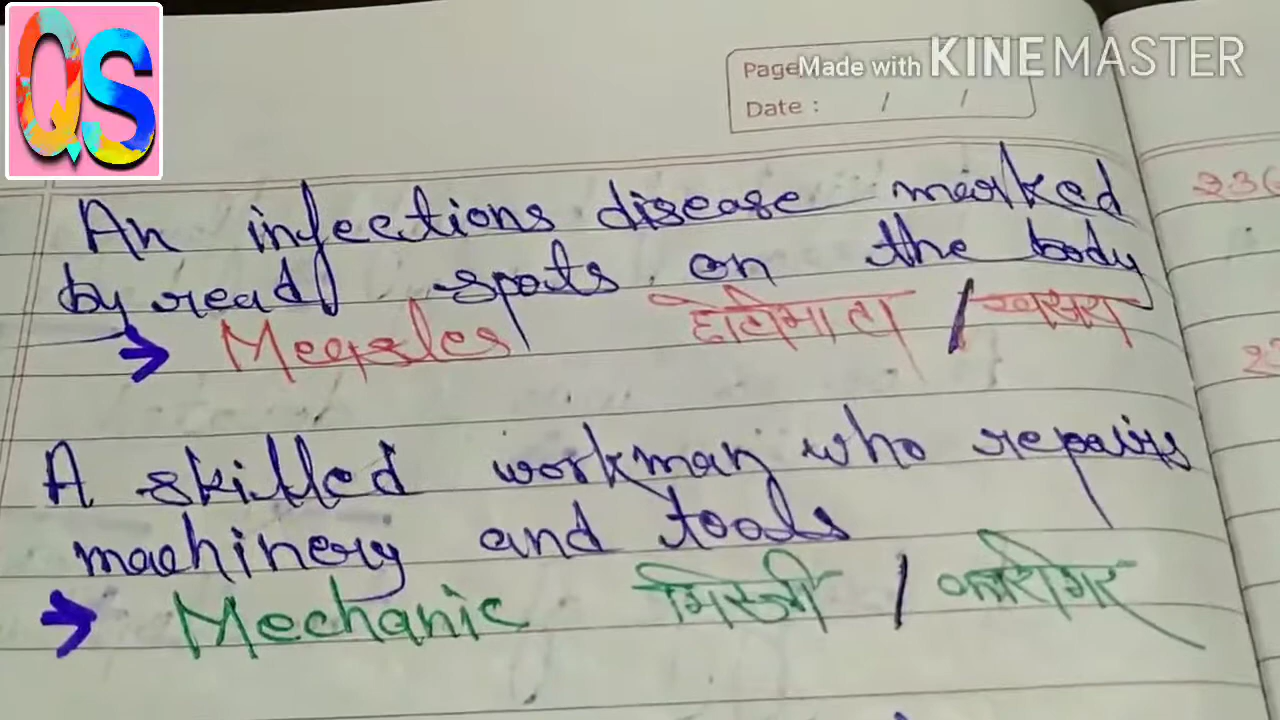 QS
Page
Made with KINEMASTER
Date : / /
An infections disease marked
by read spots on the body
→ Measles छोटीमाता / खसरा
A skilled workman who repairs
machinery and tools
→ Mechanic मिस्त्री / कारीगर